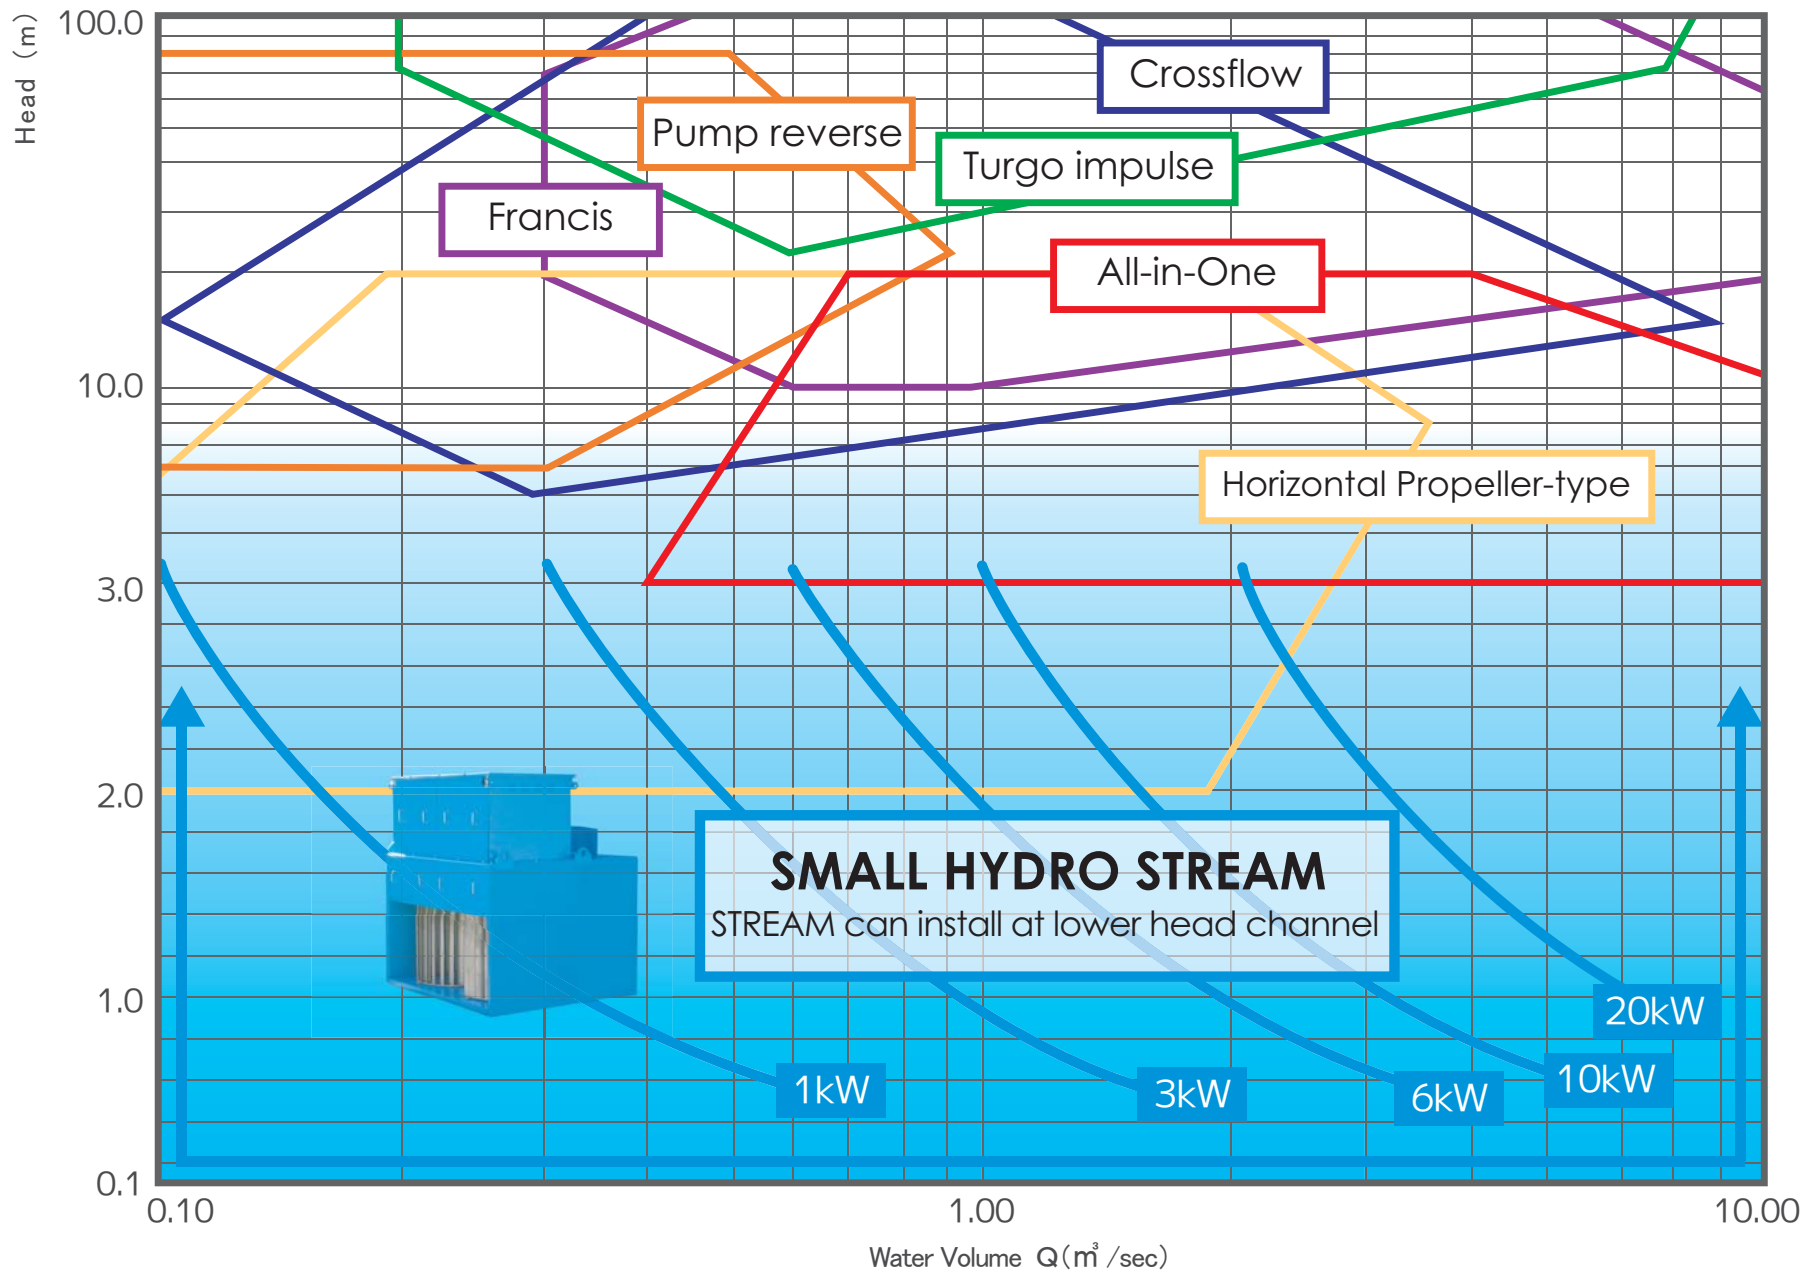 Head (m)
100.0
10.0
3.0
2.0
1.0
0.1
Crossflow
Pump reverse
Turgo impulse
Francis
All-in-One
Horizontal Propeller-type
SMALL HYDRO STREAM
STREAM can install at lower head channel
20kW
10kW
6kW
3kW
1kW
0.10
1.00
10.00
Water Volume Q(m³/sec)